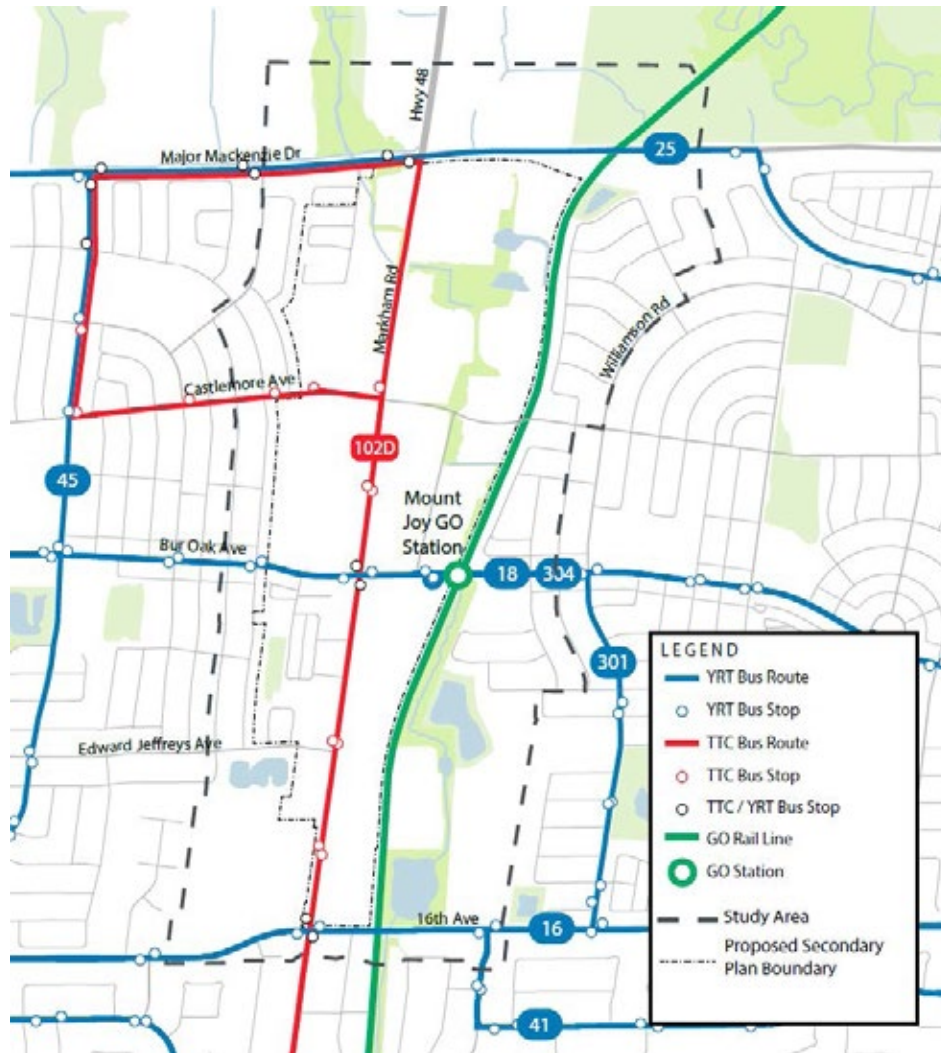 Hwy 48
Major Mackenzie Dr
25
Markham Rd
Williamson Rd
Castlemore Ave
102D
45
Mount
Joy GO
Station
Bur Oak Ave
18
304
301
Edward Jeffreys Ave
16th Ave
16
41
LEGEND
YRT Bus Route
YRT Bus Stop
TTC Bus Route
TTC Bus Stop
TTC / YRT Bus Stop
GO Rail Line
GO Station
Study Area
Proposed Secondary
Plan Boundary